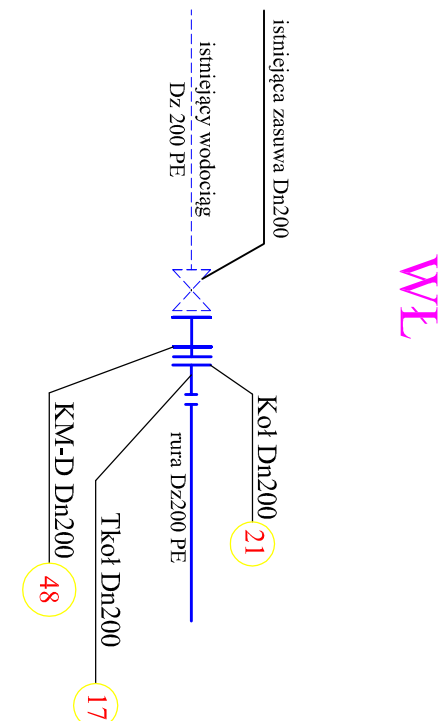 WŁ
istniejąca zasuwa Dn200
istniejący wodociąg
Dz 200 PE
Koł Dn200
21
rura Dz200 PE
Tkoł Dn200
17
KM-D Dn200
48